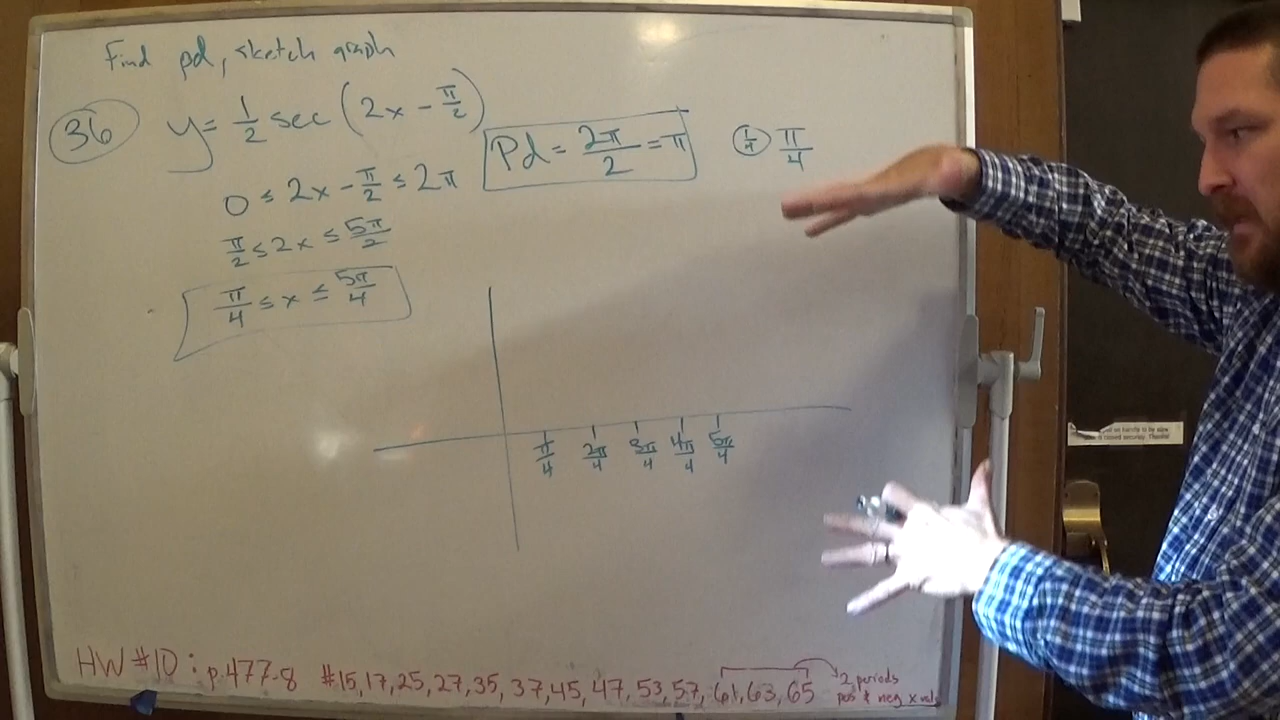 Find pd, sketch graph
36 y = 1/2 sec (2x - π/2)
Pd = 2π/2 = π
1/4 π/4
0 ≤ 2x - π/2 ≤ 2π
π/2 ≤ 2x ≤ 5π/2
π/4 ≤ x ≤ 5π/4
π/4 2π/4 3π/4 4π/4 5π/4
HW #10: p.477-8 #15,17,25,27,35,37,45,47,53,57,61,63,65
2 periods
pos & neg x vals